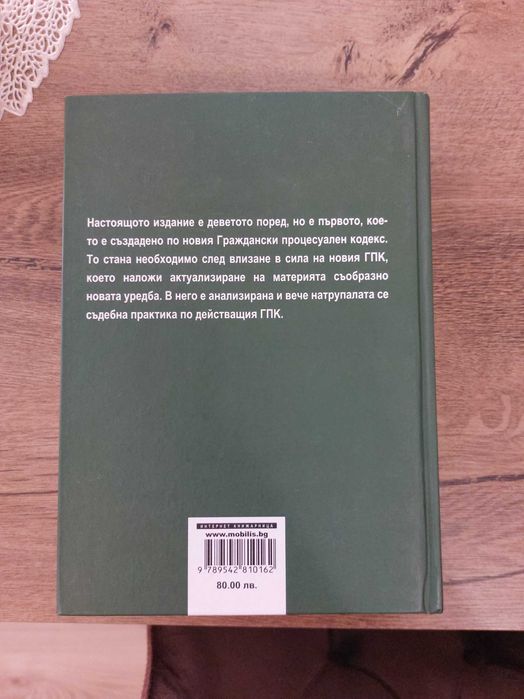 Настоящото издание е деветото поред, но е първото, кое-
то е създадено по новия Граждански процесуален кодекс.
То стана необходимо след влизане в сила на новия ГПК,
което наложи актуализиране на материята съобразно
новата уредба. В него е анализирана и вече натрупалата се
съдебна практика по действащия ГПК.
ИНТЕРНЕТ КНИЖАРНИЦА
www.mobilis.bg
9 789542 810162
80.00 лв.